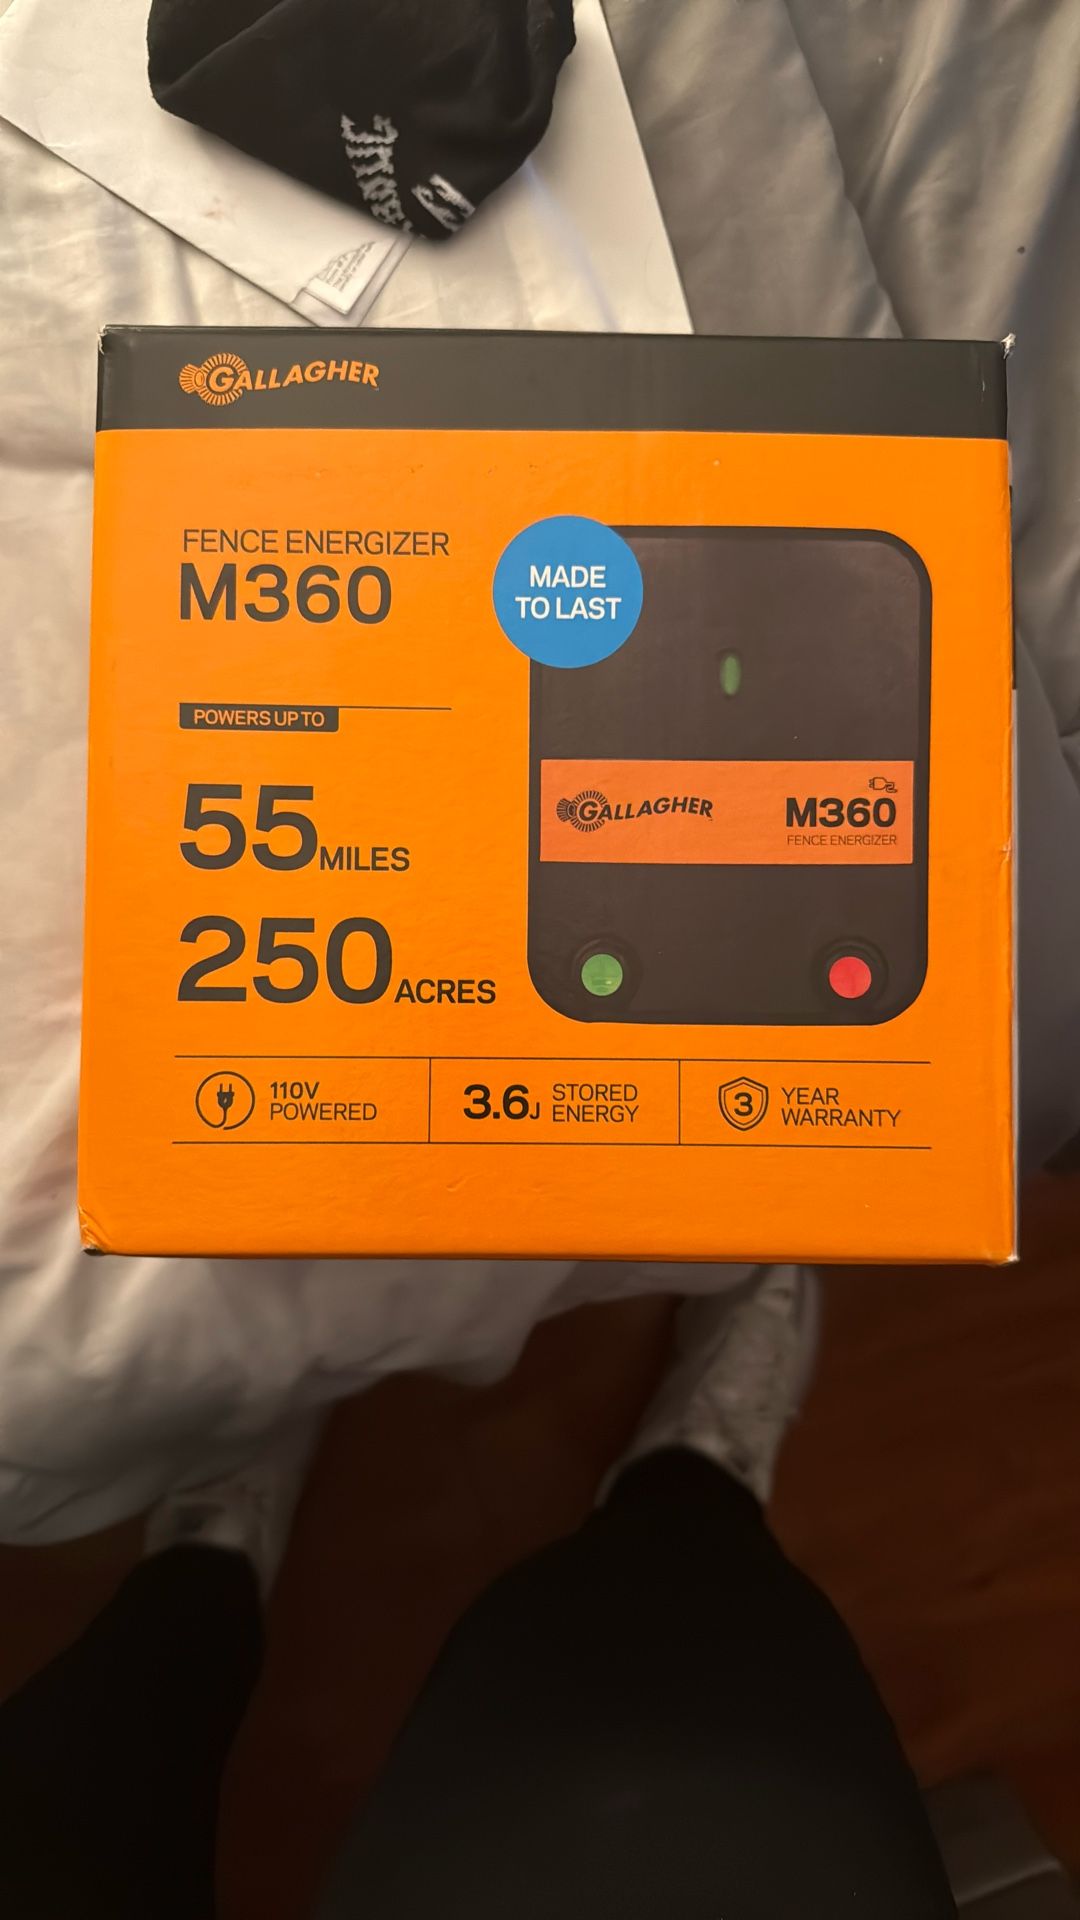 GALLAGHER
FENCE ENERGIZER
M360
MADE
TO LAST
POWERS UP TO
55 MILES
250 ACRES
GALLAGHER
M360
FENCE ENERGIZER
110V
POWERED
3.6J STORED
ENERGY
3 YEAR
WARRANTY